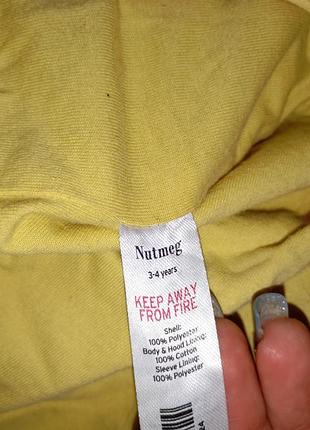 Nutmeg
3-4 years
KEEP AWAY
FROM FIRE
Shell:
100% Polyester
Body & Hood Lining:
100% Cotton
Sleeve Lining:
100% Polyester